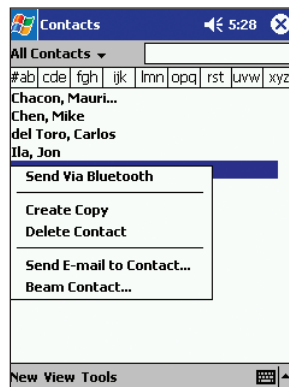 Contacts 5:28
All Contacts
#ab cde fgh ijk lmn opq rst uvw xyz
Chacon, Mauri...
Chen, Mike
del Toro, Carlos
Ila, Jon
Send Via Bluetooth
Create Copy
Delete Contact
Send E-mail to Contact...
Beam Contact...
New View Tools